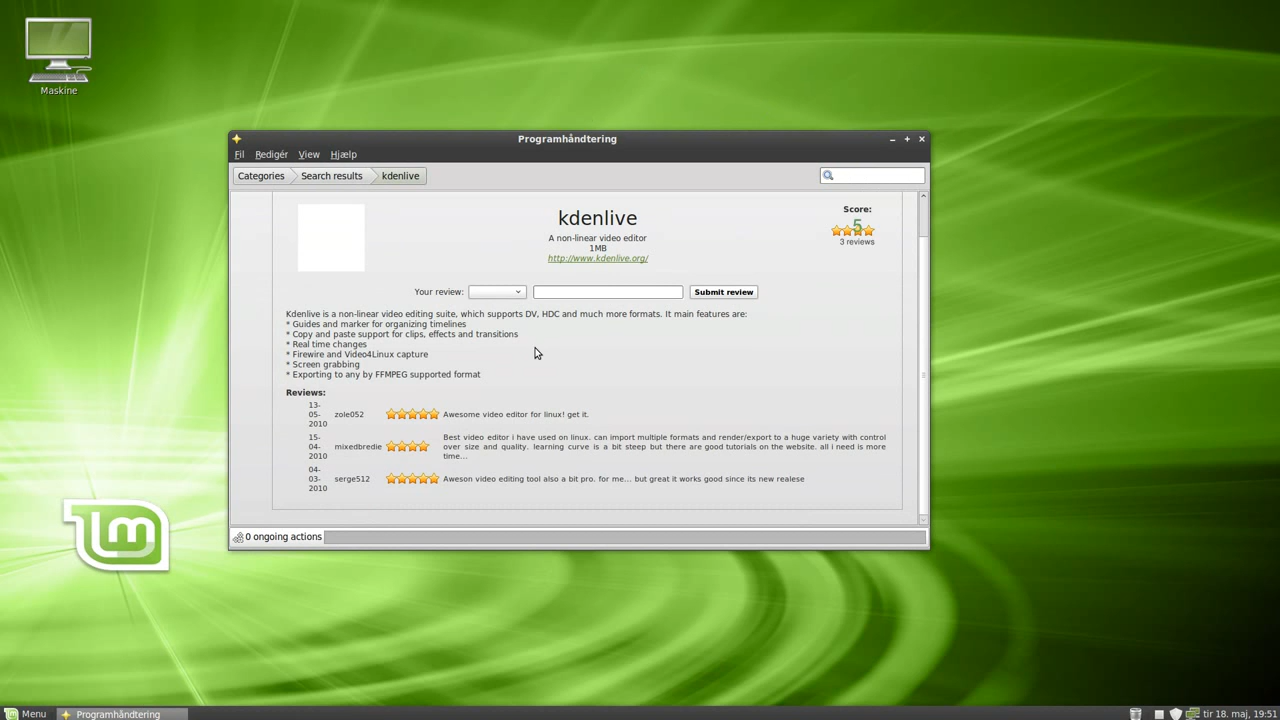 Maskine
Programhåndtering
Fil Redigér View Hjælp
Categories Search results kdenlive
kdenlive
A non-linear video editor
1MB
http://www.kdenlive.org/
Score:
5
3 reviews
Your review: Submit review
Kdenlive is a non-linear video editing suite, which supports DV, HDC and much more formats. It main features are:
* Guides and marker for organizing timelines
* Copy and paste support for clips, effects and transitions
* Real time changes
* Firewire and Video4Linux capture
* Screen grabbing
* Exporting to any by FFMPEG supported format
Reviews:
13-
05-
2010
zole052
Awesome video editor for linux! get it.
15-
04-
2010
mixedbredie
Best video editor i have used on linux. can import multiple formats and render/export to a huge variety with control
over size and quality. learning curve is a bit steep but there are good tutorials on the website. all i need is more
time...
04-
03-
2010
serge512
Aweson video editing tool also a bit pro. for me... but great it works good since its new realese
0 ongoing actions
lm
Menu Programhåndtering tir 18. maj, 19:51